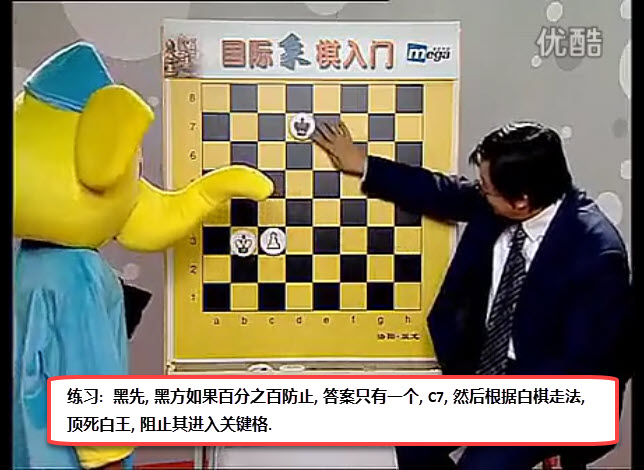 优酷
国际象棋入门
mega
8
7
6
3
2
1
a b c d e f g h
练习: 黑先, 黑方如果百分之百防止, 答案只有一个, C7, 然后根据白棋走法,
顶死白王, 阻止其进入关键格.